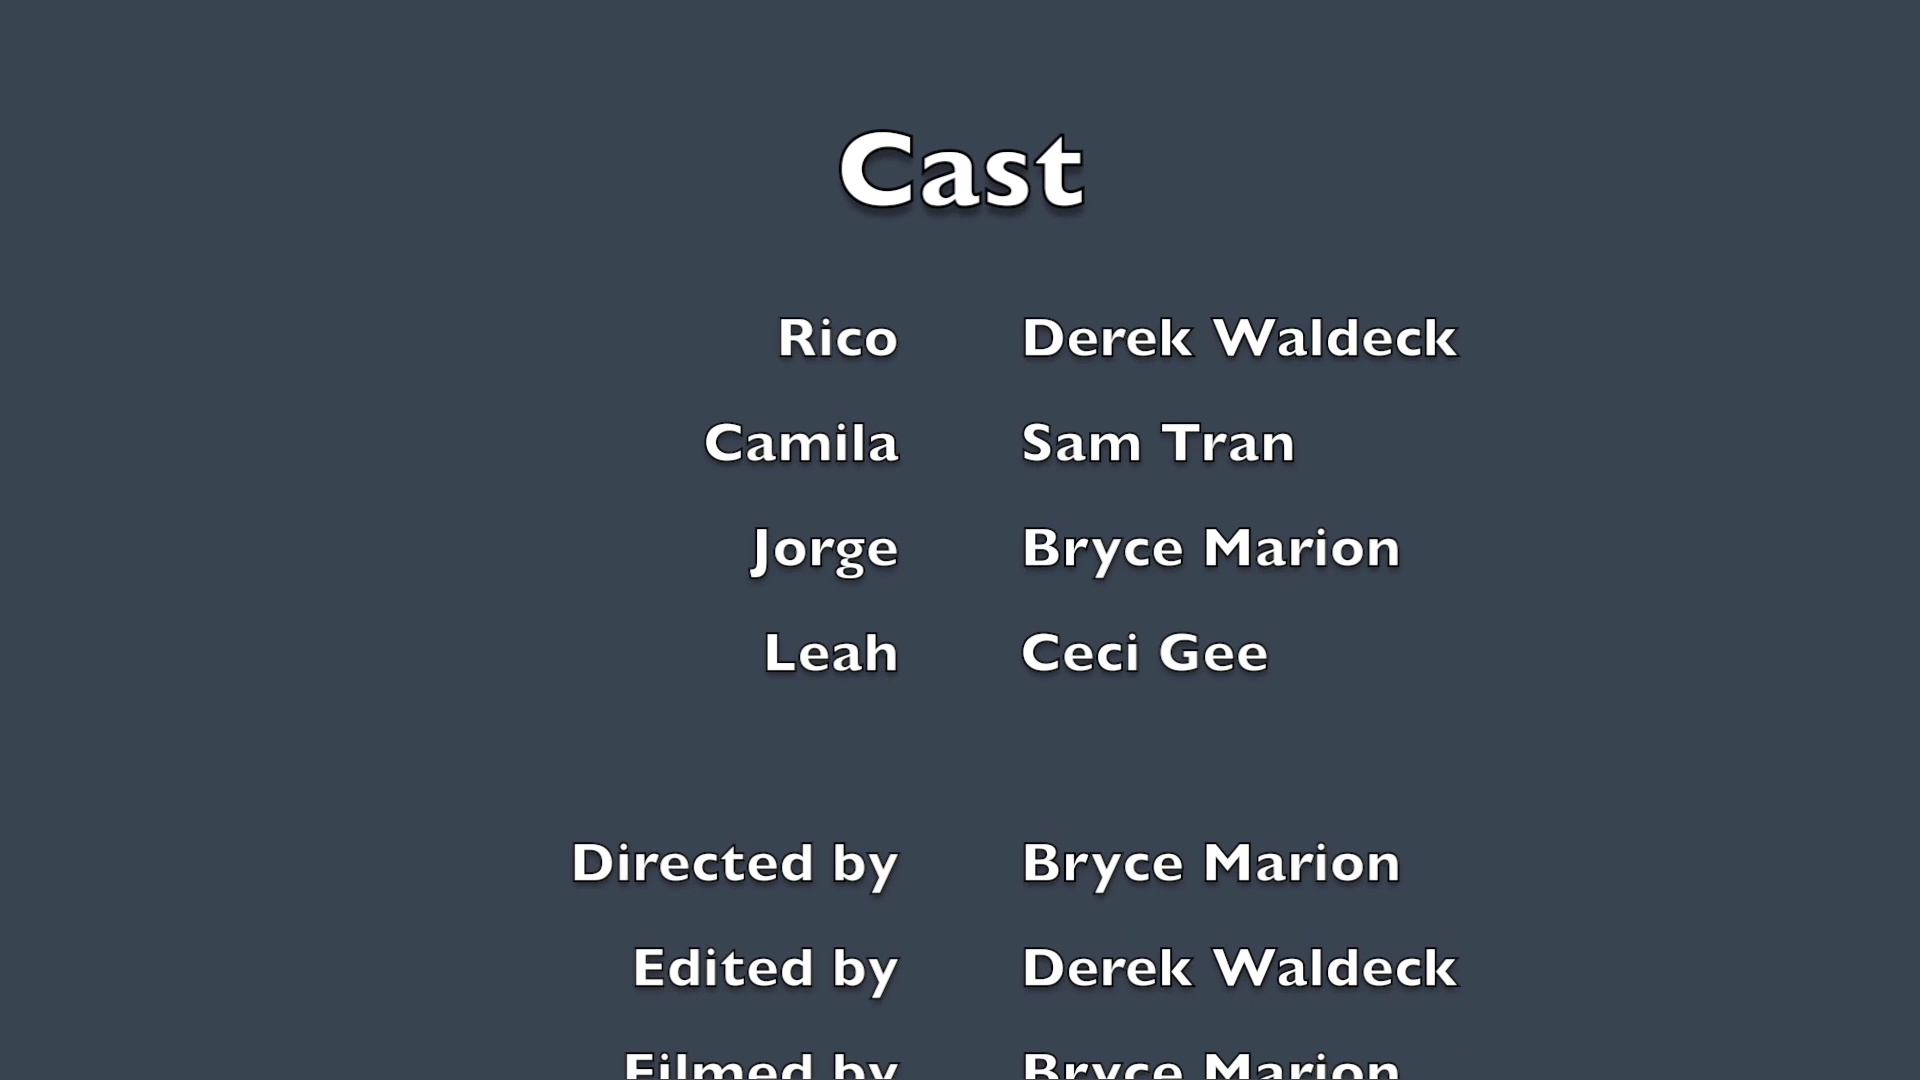 Cast
Rico Derek Waldeck
Camila Sam Tran
Jorge Bryce Marion
Leah Ceci Gee
Directed by Bryce Marion
Edited by Derek Waldeck
Filmed by Bryce Marion